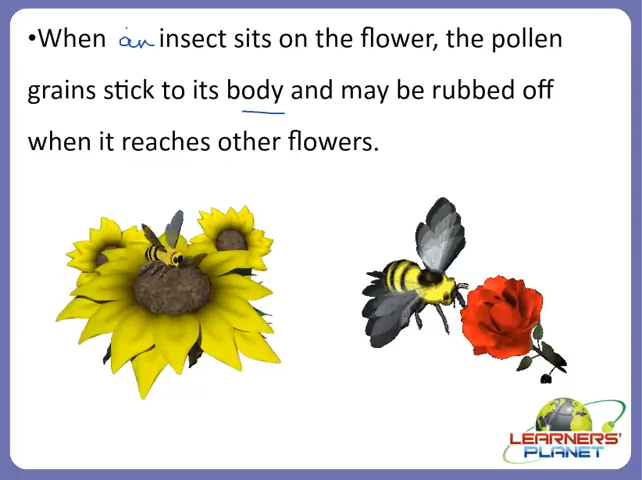 •When an insect sits on the flower, the pollen
grains stick to its body and may be rubbed off
when it reaches other flowers.
LEARNERS'
PLANET